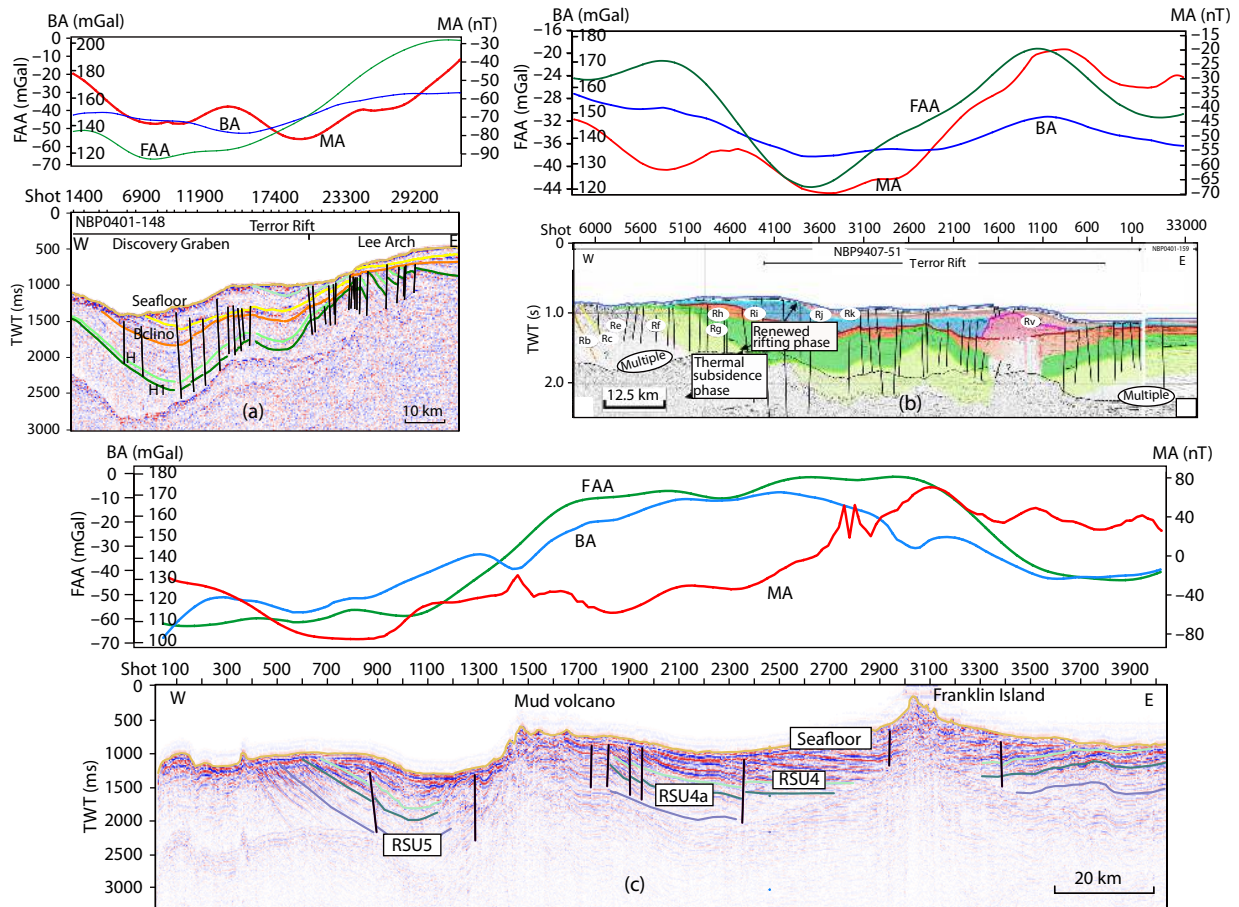 BA (mGal)
MA (nT)
FAA (mGal)
0
−10
−20
−30
−40
−50
−60
−70
200
180
160
140
120
−30
−40
−50
−60
−70
−80
−90
FAA
BA
MA
Shot 1400 6900 11900 17400 23300 29200
NBP0401-148
Terror Rift
W Discovery Graben Lee Arch E
TWT (ms)
0
500
1000
1500
2000
2500
3000
Seafloor
Bclino
H
H1
(a)
10 km
BA (mGal)
MA (nT)
FAA (mGal)
−16
−20
−24
−28
−32
−36
−40
−44
180
170
160
150
140
130
120
−15
−20
−25
−30
−35
−40
−45
−50
−55
−60
−65
−70
FAA
BA
MA
Shot 6000 5600 5100 4600 4100 3600 3100 2600 2100 1600 1100 600 100 33000
W NBP9407-51 NBP0401-159
Terror Rift E
TWT (s)
0
1.0
2.0
Rh Ri Rj Rk Rv
Re Rf Rg
Rb Rc
Renewed
rifting phase
Multiple
Thermal
subsidence
phase
12.5 km
(b)
Multiple
BA (mGal)
MA (nT)
FAA (mGal)
0
−10
−20
−30
−40
−50
−60
−70
180
170
160
150
140
130
120
110
100
80
40
0
−40
−80
FAA
BA
MA
Shot 100 300 500 700 900 1100 1300 1500 1700 1900 2100 2300 2500 2700 2900 3100 3300 3500 3700 3900
W Mud volcano Franklin Island E
TWT (ms)
0
500
1000
1500
2000
2500
3000
Seafloor
RSU4
RSU4a
RSU5
(c)
20 km